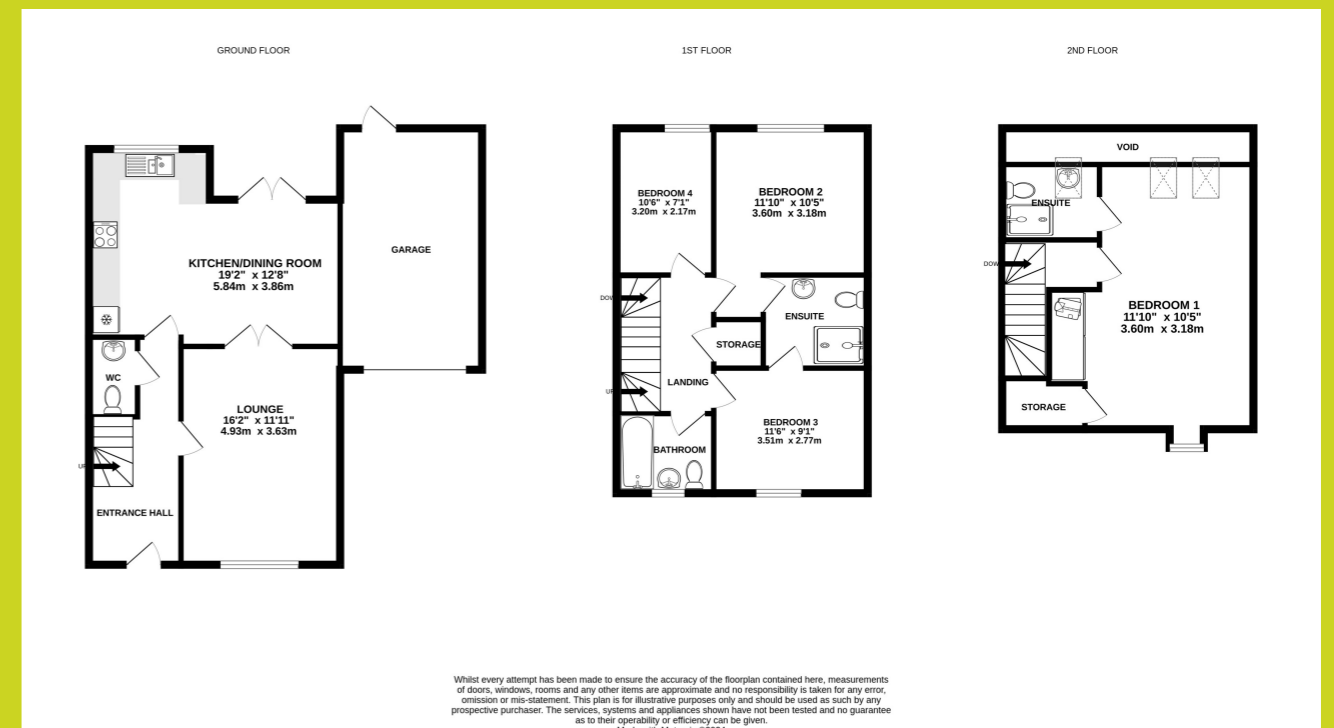 GROUND FLOOR
1ST FLOOR
2ND FLOOR
GARAGE
KITCHEN/DINING ROOM
19'2" x 12'8"
5.84m x 3.86m
WC
LOUNGE
16'2" x 11'11"
4.93m x 3.63m
UP
ENTRANCE HALL
BEDROOM 4
10'6" x 7'1"
3.20m x 2.17m
BEDROOM 2
11'10" x 10'5"
3.60m x 3.18m
ENSUITE
STORAGE
LANDING
BEDROOM 3
11'6" x 9'1"
3.51m x 2.77m
BATHROOM
VOID
ENSUITE
BEDROOM 1
11'10" x 10'5"
3.60m x 3.18m
STORAGE
Whilst every attempt has been made to ensure the accuracy of the floorplan contained here, measurements
of doors, windows, rooms and any other items are approximate and no responsibility is taken for any error,
omission or mis-statement. This plan is for illustrative purposes only and should be used as such by any
prospective purchaser. The services, systems and appliances shown have not been tested and no guarantee
as to their operability or efficiency can be given.